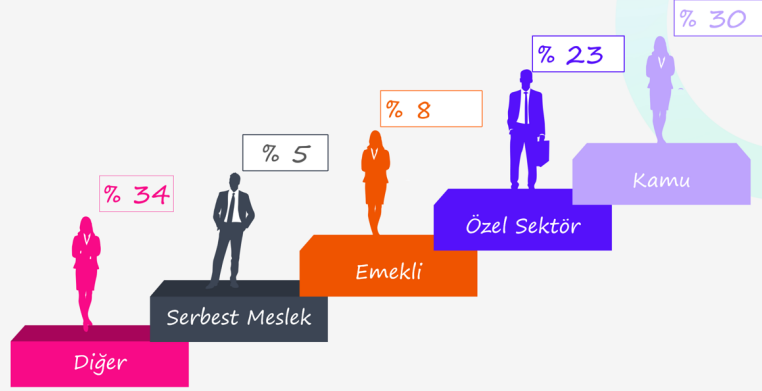 % 30
% 23
% 8
% 5
% 34
Kamu
Özel Sektör
Emekli
Serbest Meslek
Diğer